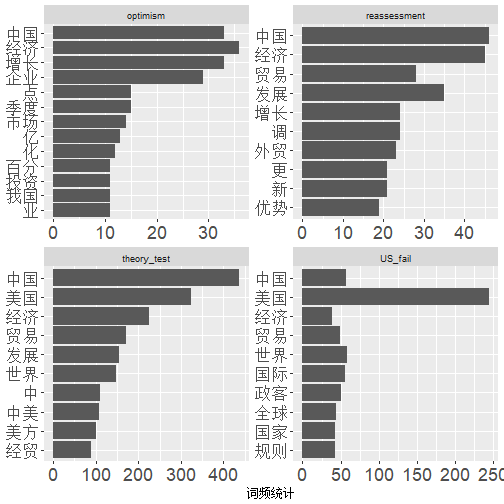 optimism
中国
经济
增长
企业
点
季度
市场
亿
化
百分
投资
我国
业
0 10 20 30
reassessment
中国
经济
贸易
发展
增长
调
外贸
更
新
优势
0 10 20 30 40
theory_test
中国
美国
经济
贸易
发展
世界
中
中美
美方
经贸
0 100 200 300 400
US_fail
中国
美国
经济
贸易
世界
国际
政客
全球
国家
规则
0 50 100 150 200 250
词频统计